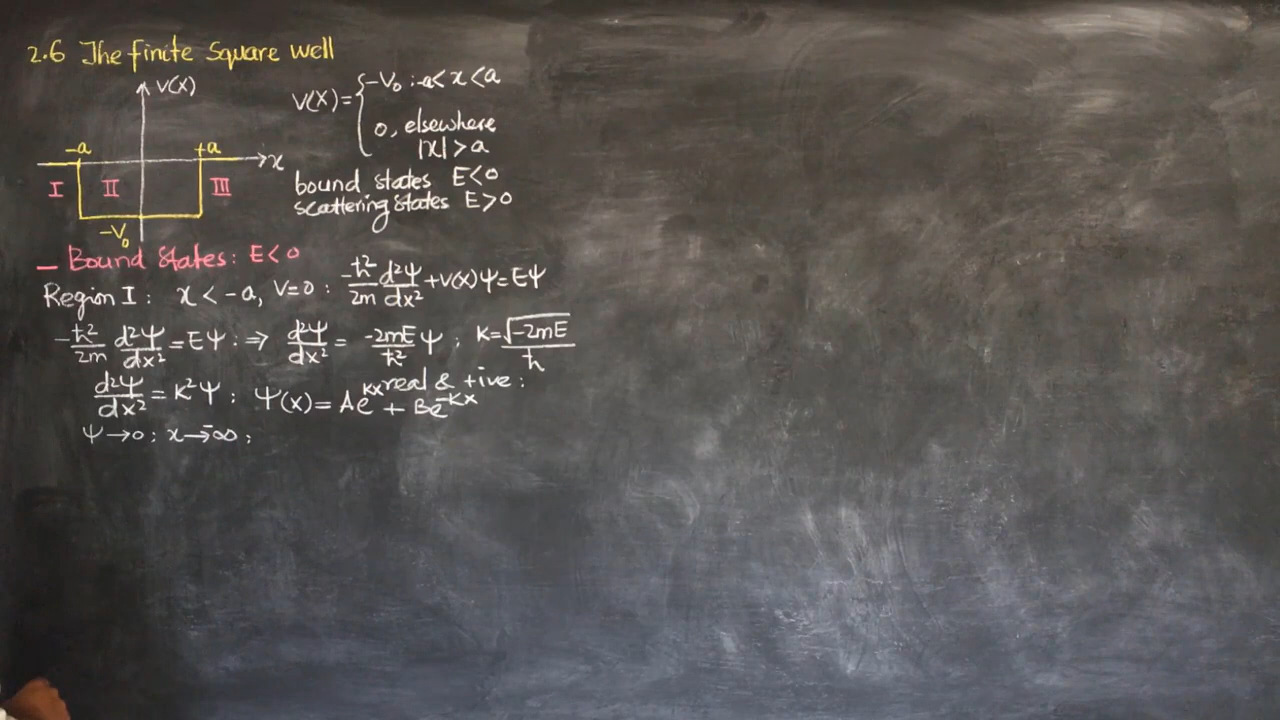 2.6 The finite square well
V(x)
-a
+a
x
I
II
III
-V₀
V(x) = { -V₀ ; -a < x < a
0, elsewhere
|x| > a
bound states E<0
scattering states E>0
- Bound States: E<0
Region I: x < -a, V=0 : -ħ²/2m d²Ψ/dx² + V(x)Ψ = EΨ
-ħ²/2m d²Ψ/dx² = EΨ : ⇒ d²Ψ/dx² = -2mE/ħ² Ψ ; K = √(-2mE)/ħ
real & +ive :
d²Ψ/dx² = K²Ψ ; Ψ(x) = Ae^{Kx} + Be^{-Kx}
Ψ→0 ; x→-∞ ;